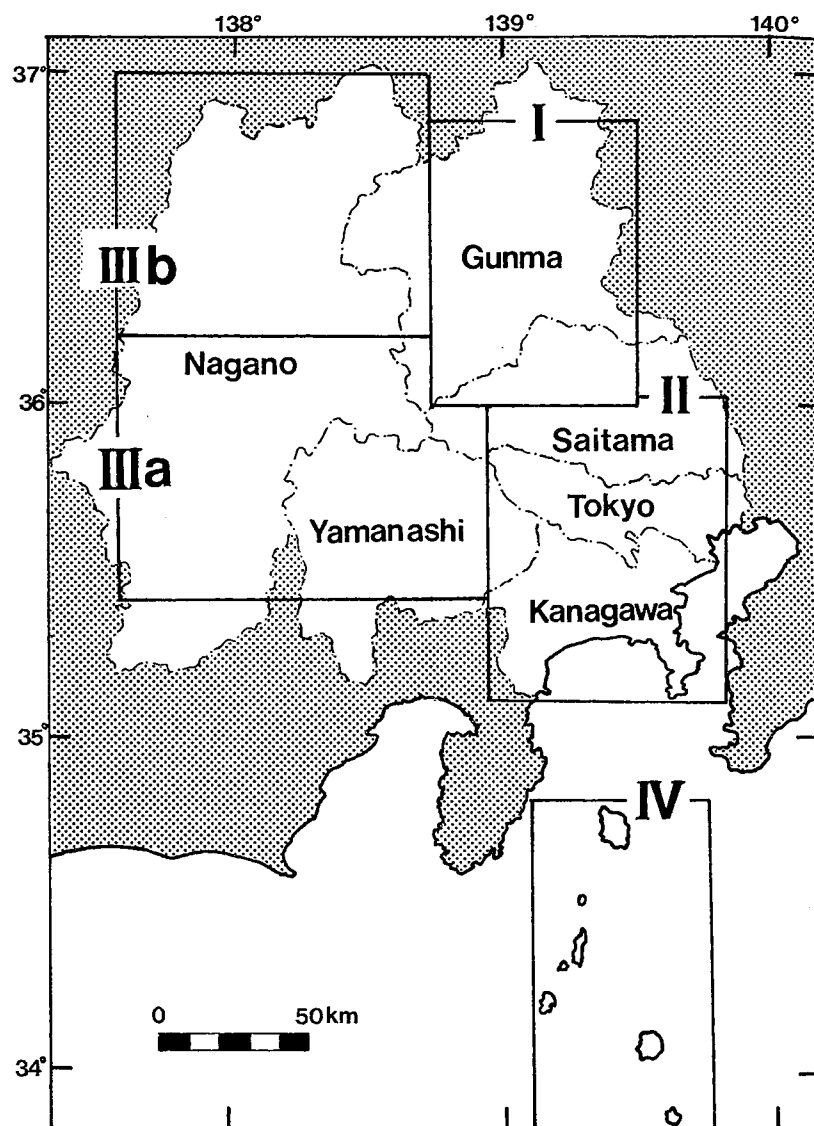 138°
139°
140°
37°
I
Gunma
IIIb
Nagano
36°
II
Saitama
IIIa
Tokyo
Yamanashi
Kanagawa
35°
IV
0
50km
34°